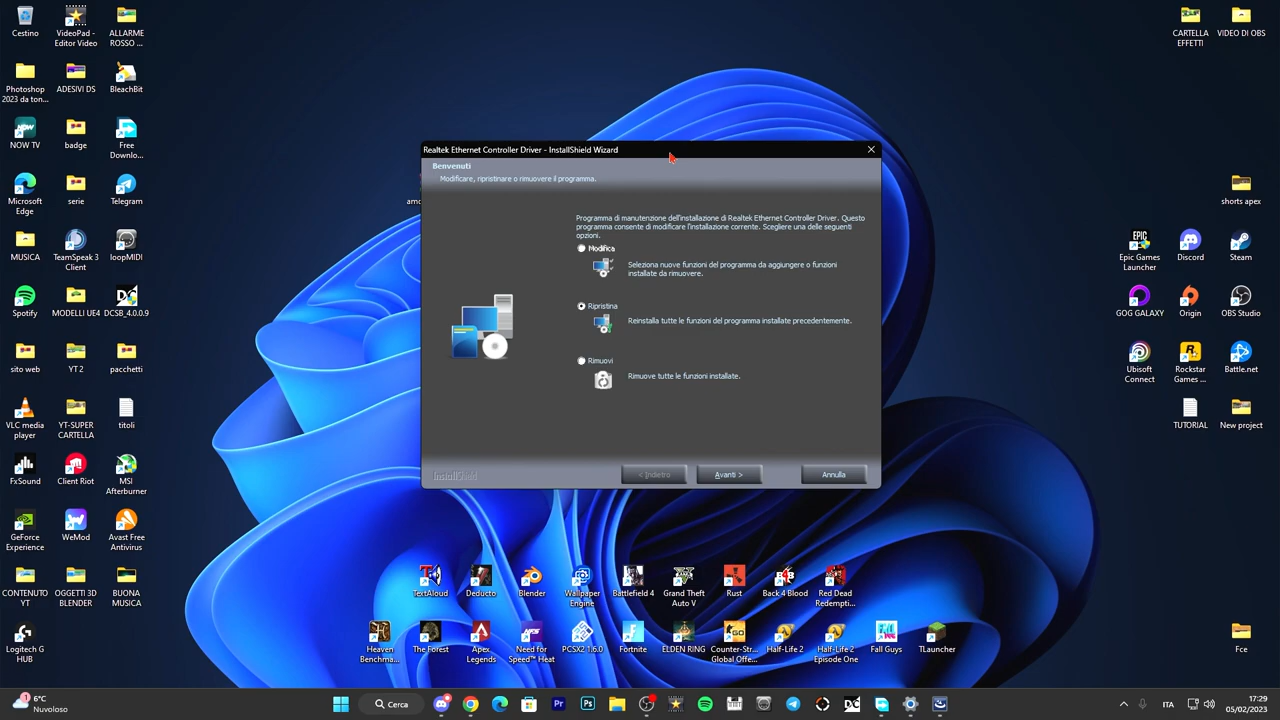 Cestino
VideoPad -
Editor Video
ALLARME
ROSSO ...
CARTELLA
EFFETTI
VIDEO DI OBS
Photoshop
2023 da ton...
ADESIVI DS
BleachBit
NOW TV
badge
Free
Downlo...
Realtek Ethernet Controller Driver - InstallShield Wizard
Benvenuti
Modificare, ripristinare o rimuovere il programma.
Programma di manutenzione dell'installazione di Realtek Ethernet Controller Driver. Questo
programma consente di modificare l'installazione corrente. Scegliere una delle seguenti
opzioni.
Modifica
Seleziona nuove funzioni del programma da aggiungere o funzioni
installate da rimuovere.
Ripristina
Reinstalla tutte le funzioni del programma installate precedentemente.
Rimuovi
Rimuove tutte le funzioni installate.
InstallShield
< Indietro
Avanti >
Annulla
Microsoft
Edge
serie
Telegram
shorts apex
MUSICA
TeamSpeak 3
Client
loopMIDI
EPIC
GAMES
Epic Games
Launcher
Discord
Steam
Spotify
MODELLI UE4
DCSB_4.0.0.9
GOG GALAXY
Origin
OBS Studio
sito web
YT 2
pacchetti
Ubisoft
Connect
Rockstar
Games ...
Battle.net
VLC media
player
YT-SUPER
CARTELLA
titoli
TUTORIAL
New project
FxSound
Client Riot
MSI
Afterburner
GeForce
Experience
WeMod
Avast Free
Antivirus
CONTENUTO
YT
OGGETTI 3D
BLENDER
BUONA
MUSICA
TextAloud
Deducto
Blender
Wallpaper
Engine
Battlefield 4
Grand Theft
Auto V
Rust
Back 4 Blood
Red Dead
Redempti...
Logitech G
HUB
Heaven
Benchma...
The Forest
Apex
Legends
Need for
Speed™ Heat
PCSX2 1.6.0
Fortnite
ELDEN RING
Counter-Str...
Global Offe...
Half-Life 2
Half-Life 2
Episode One
Fall Guys
TLauncher
Fce
1
6°C
Nuvoloso
Cerca
Pr
Ps
ITA
17:29
05/02/2023